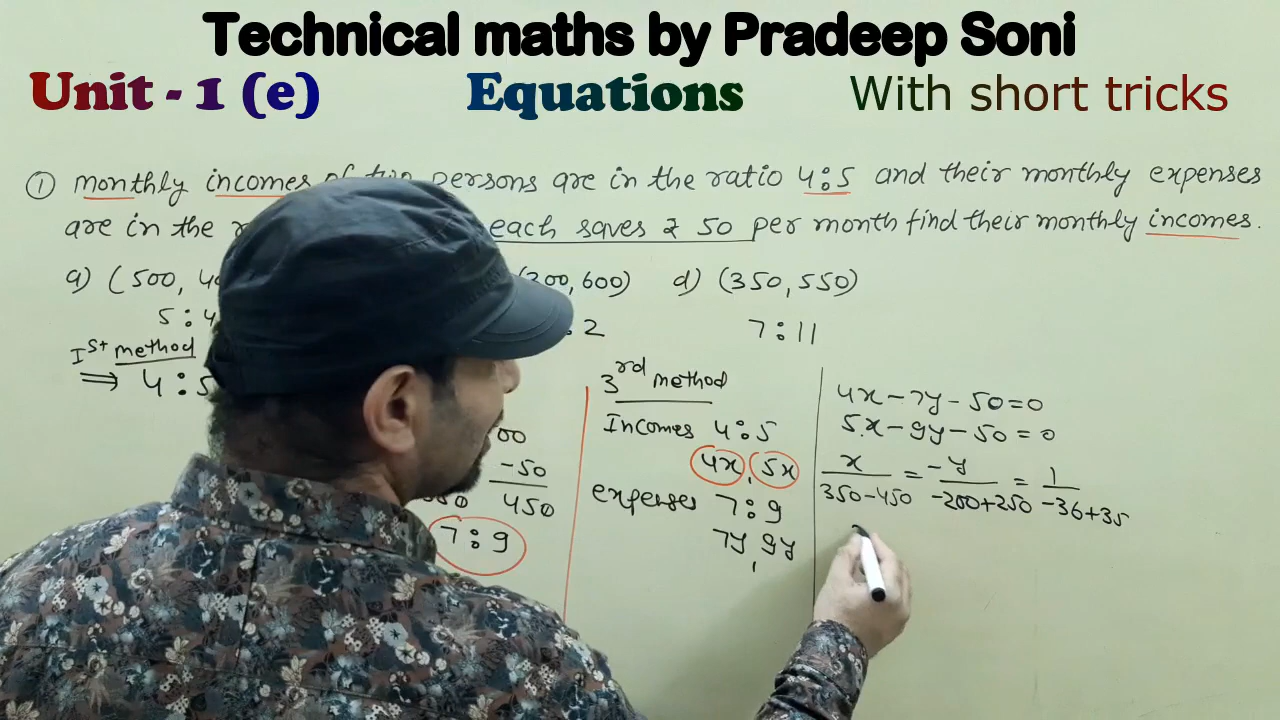 Technical maths by Pradeep Soni
Unit - 1 (e) Equations With short tricks
① monthly incomes of two persons are in the ratio 4:5 and their monthly expenses
are in the each saves ₹ 50 per month find their monthly incomes.
a) (500, (300,600) d) (350,550)
5:4 : 2 7:11
Ist method
⇒ 4:5
00
-50
450
7:9
3rd method
Incomes 4:5
4x, 5x
expenses 7:9
7y, 9y
4x-7y-50=0
5x-9y-50=0
x/350-450 = -y/-200+250 = 1/-36+35